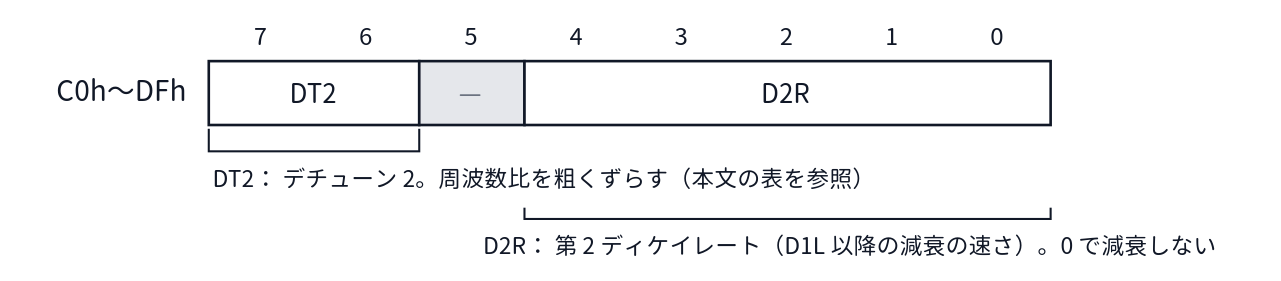 7 6 5 4 3 2 1 0
C0h〜DFh DT2 — D2R
DT2： デチューン 2。周波数比を粗くずらす（本文の表を参照）
D2R： 第 2 ディケイレート（D1L 以降の減衰の速さ）。0 で減衰しない